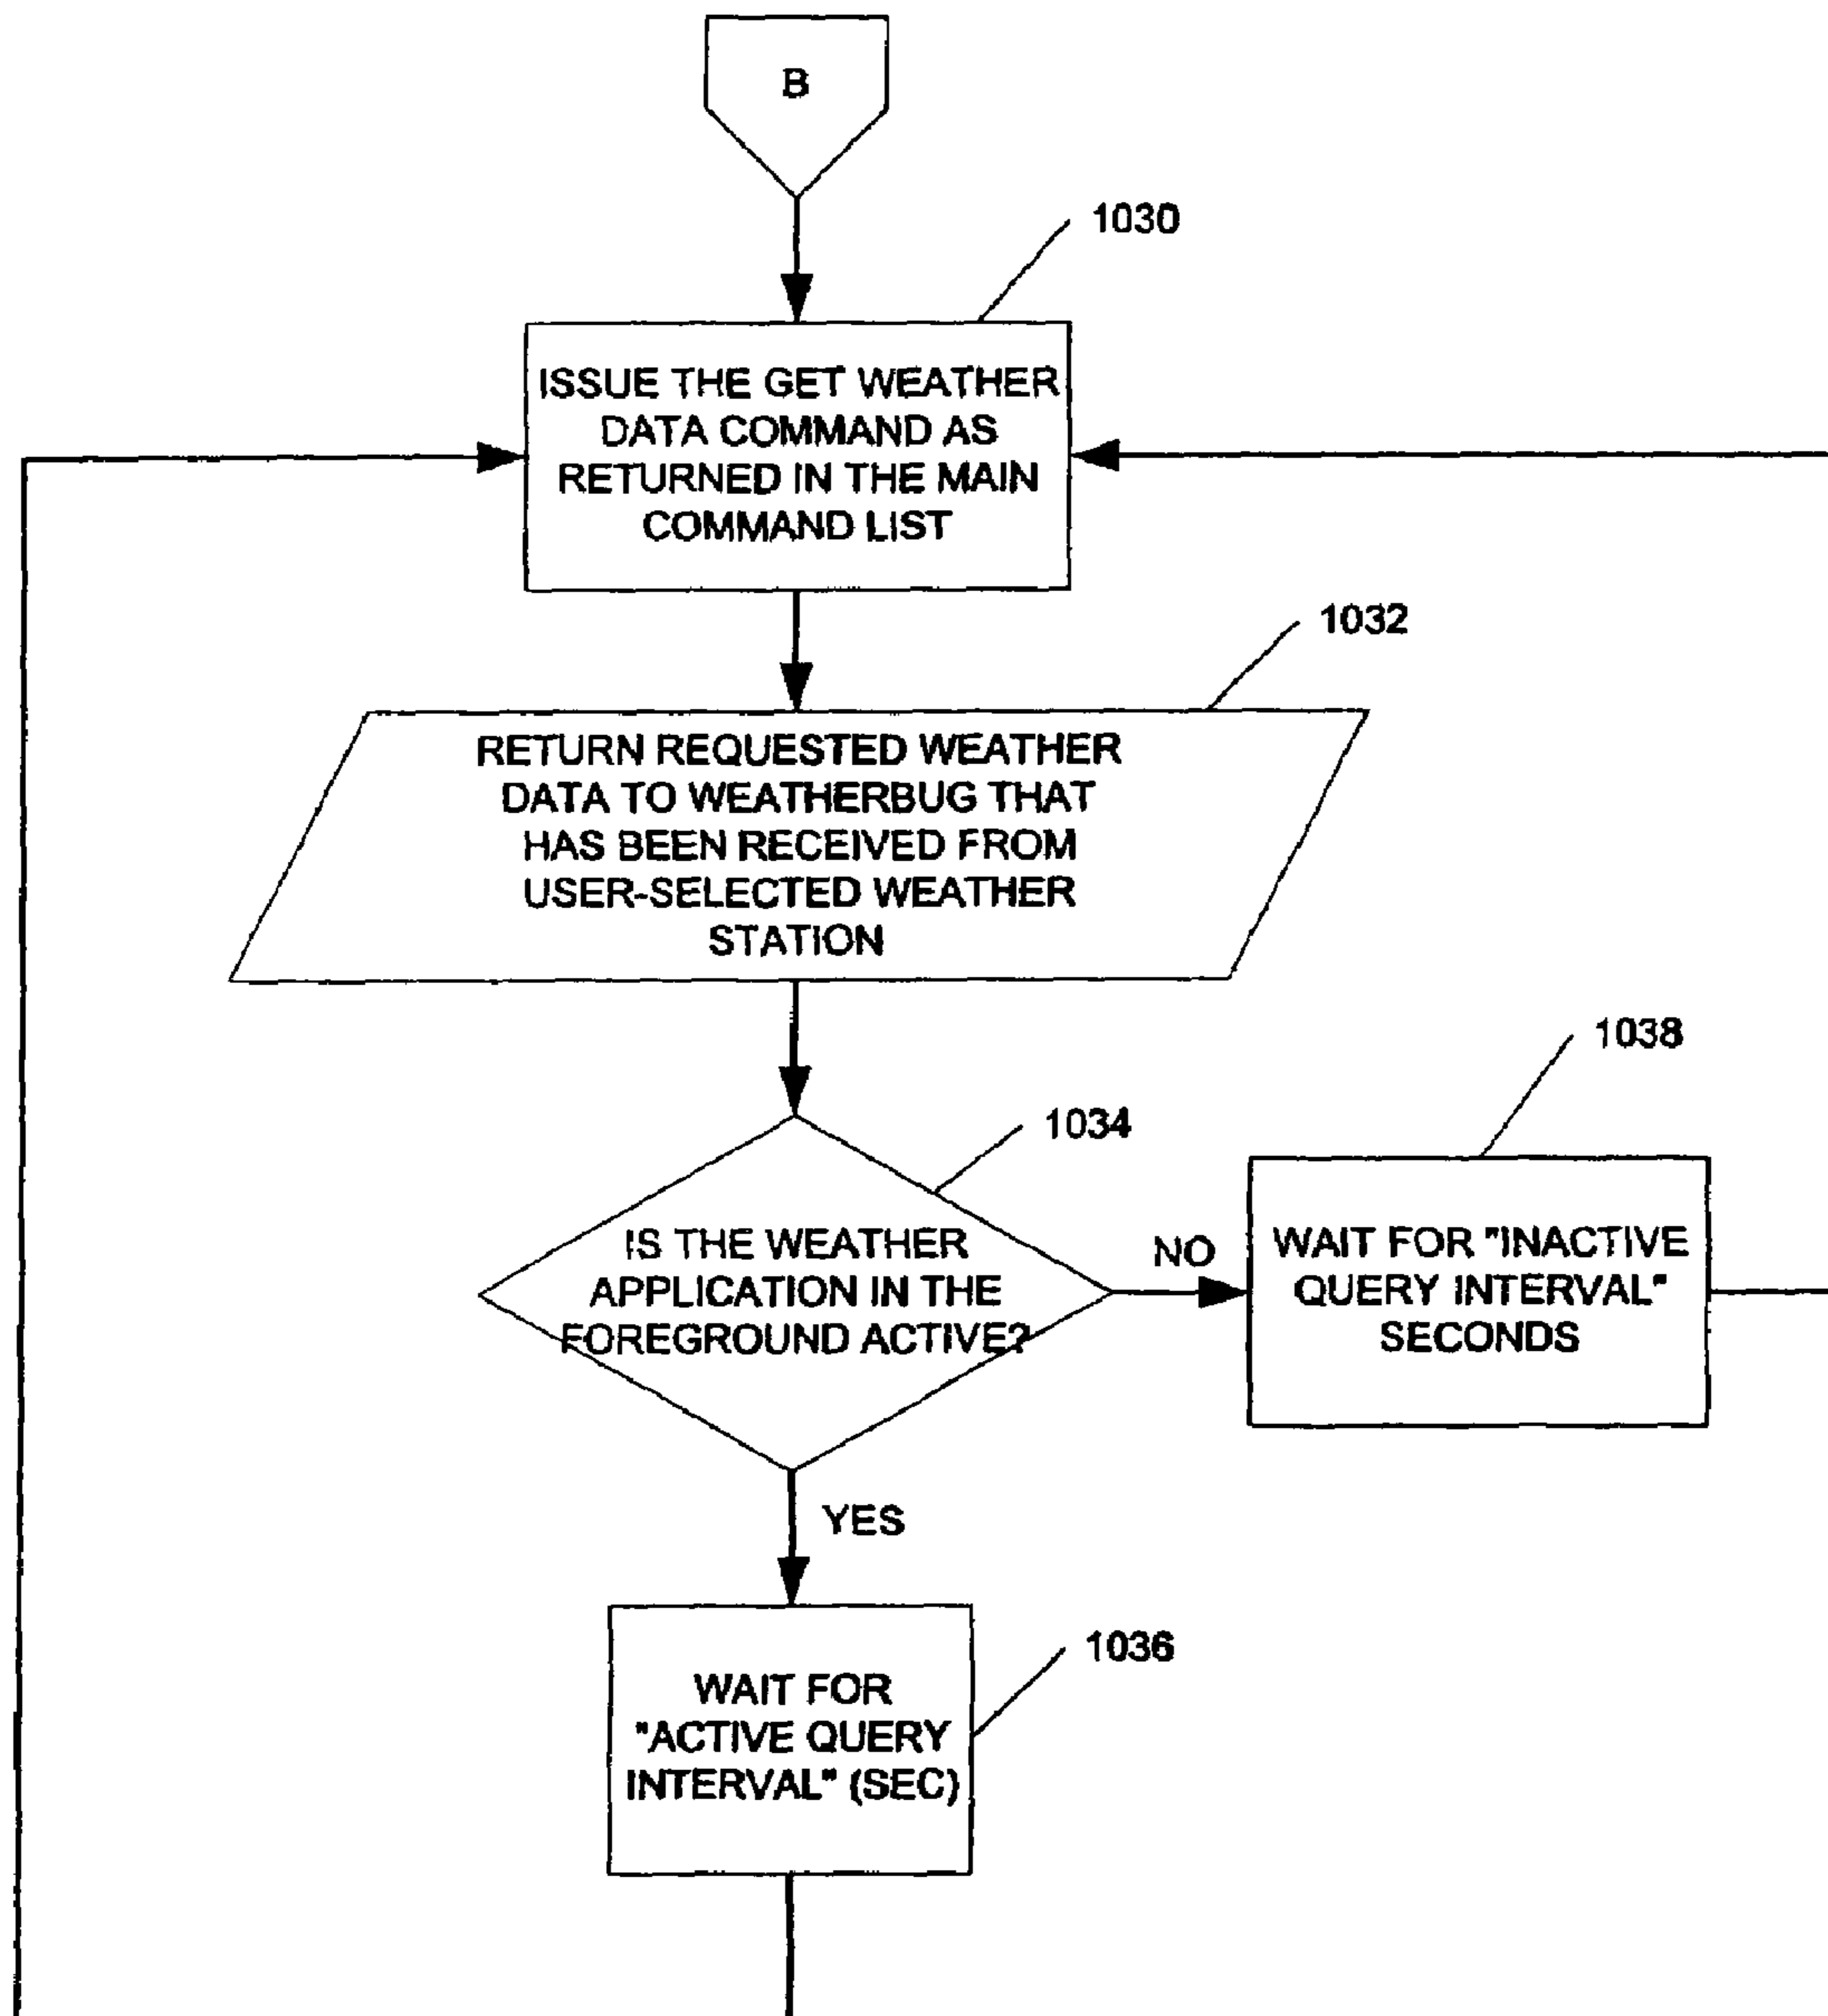 B
1030
ISSUE THE GET WEATHER
DATA COMMAND AS
RETURNED IN THE MAIN
COMMAND LIST
1032
RETURN REQUESTED WEATHER
DATA TO WEATHERBUG THAT
HAS BEEN RECEIVED FROM
USER-SELECTED WEATHER
STATION
1034
IS THE WEATHER
APPLICATION IN THE
FOREGROUND ACTIVE?
NO
1038
WAIT FOR "INACTIVE
QUERY INTERVAL"
SECONDS
YES
1036
WAIT FOR
"ACTIVE QUERY
INTERVAL" (SEC)